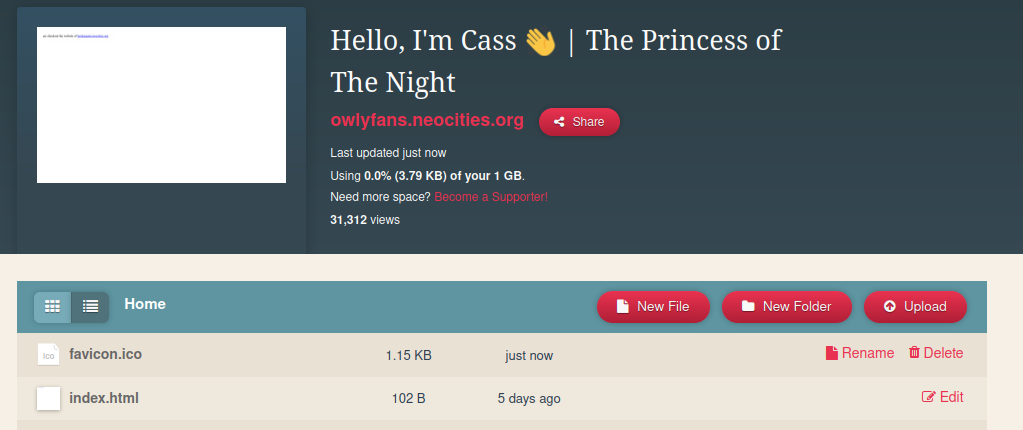 Hello, I'm Cass 👋 | The Princess of
The Night
owlyfans.neocities.org Share
Last updated just now
Using 0.0% (3.79 KB) of your 1 GB.
Need more space? Become a Supporter!
31,312 views
Home New File New Folder Upload
ico favicon.ico 1.15 KB just now Rename Delete
index.html 102 B 5 days ago Edit